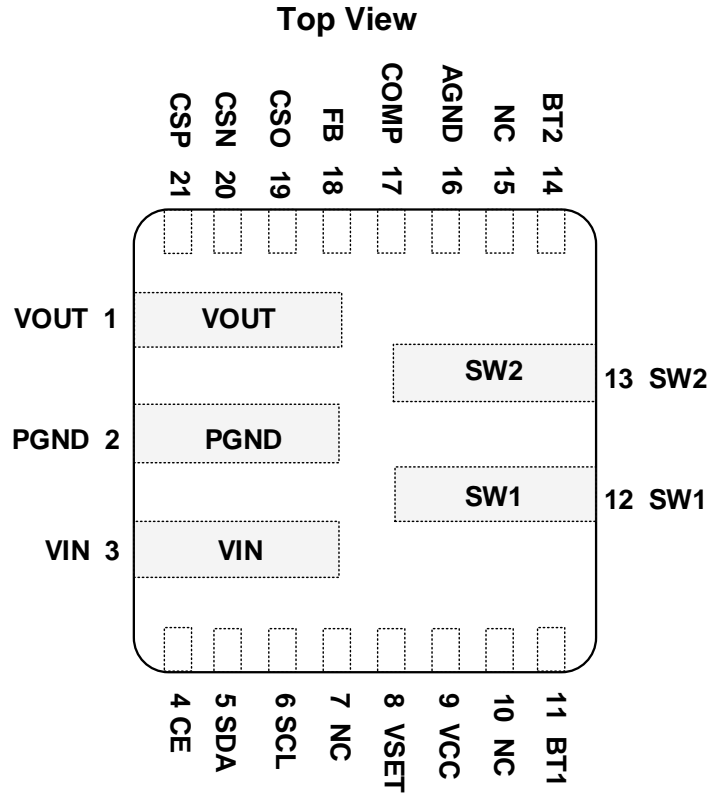 Top View
CSP 21
CSN 20
CSO 19
FB 18
COMP 17
AGND 16
NC 15
BT2 14
VOUT 1
VOUT
SW2
13 SW2
PGND 2
PGND
SW1
12 SW1
VIN 3
VIN
4 CE
5 SDA
6 SCL
7 NC
8 VSET
9 VCC
10 NC
11 BT1